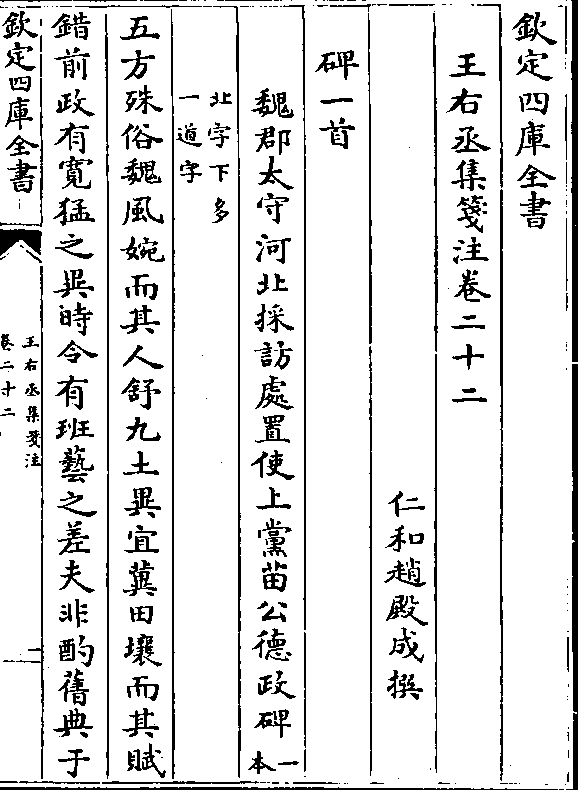 欽定四庫全書
王右丞集箋注卷二十二
仁和趙殿成撰
碑一首
魏郡太守河北採訪處置使上黨苗公德政碑一本
北字下多
一道字
五方殊俗魏風婉而其人舒九土異宜冀田壤而其賦
錯前政有寛猛之異時令有班藝之差夫非酌舊典于
欽定四庫全書
王右丞集箋注
卷二十二
一